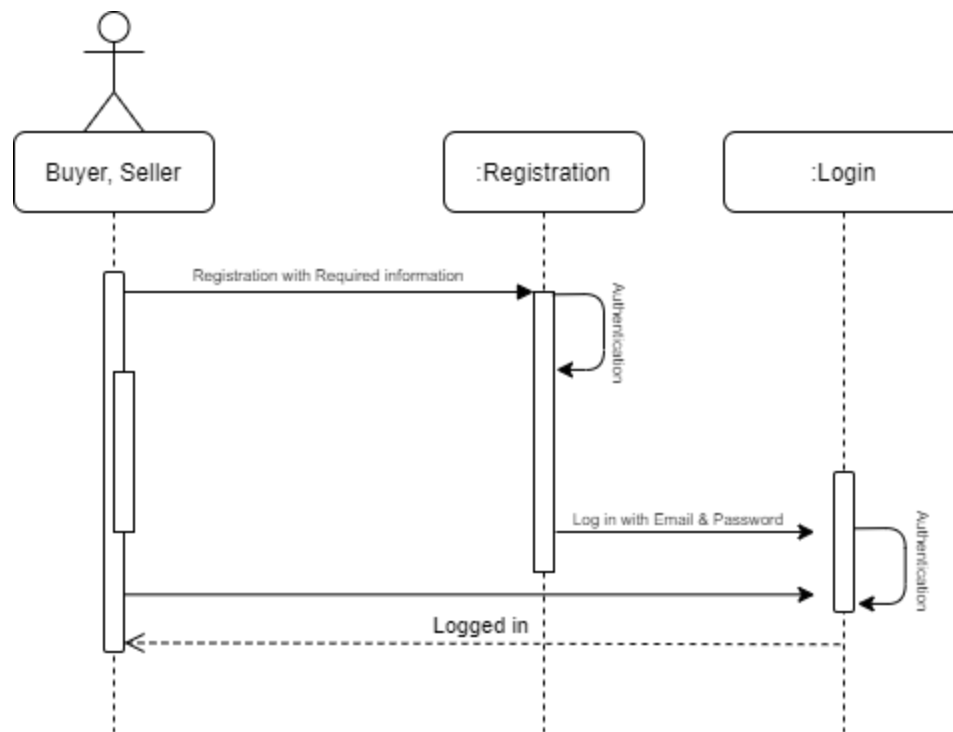 Buyer, Seller
:Registration
:Login
Registration with Required information
Authentication
Log in with Email & Password
Authentication
Logged in